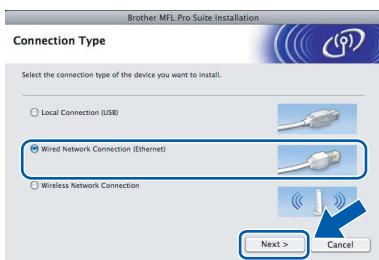 Brother MFL Pro Suite Installation
Connection Type
Select the connection type of the device you want to install.
Local Connection (USB)
Wired Network Connection (Ethernet)
Wireless Network Connection
Next >
Cancel